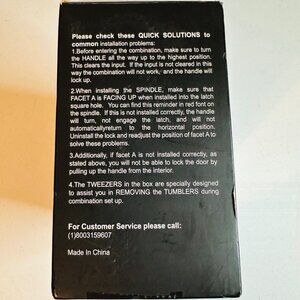 Please check these QUICK SOLUTIONS to
common installation problems:
1.Before entering the combination, make sure to turn
the HANDLE all the way up to the highest position.
This clears the input. If the input is not cleared in this
way the combination will not work, and the handle will
lock up.
2.When installing the SPINDLE, make sure that
FACET A is FACING UP when installed into the latch
square hole. You can find this reminder in red font on
the spindle. If this is not installed correctly, the handle
will turn, not engage the latch, and will not
automaticallyreturn to the horizontal position.
Uninstall the lock and readjust the position of facet A to
solve these problems.
3.Additionally, if facet A is not installed correctly, as
stated above, you will not be able to lock the door by
pulling up the handle from the interior.
4.The TWEEZERS in the box are specially designed
to assist you in REMOVING the TUMBLERS during
combination set up.
For Customer Service please call:
(1)8003159607
Made In China